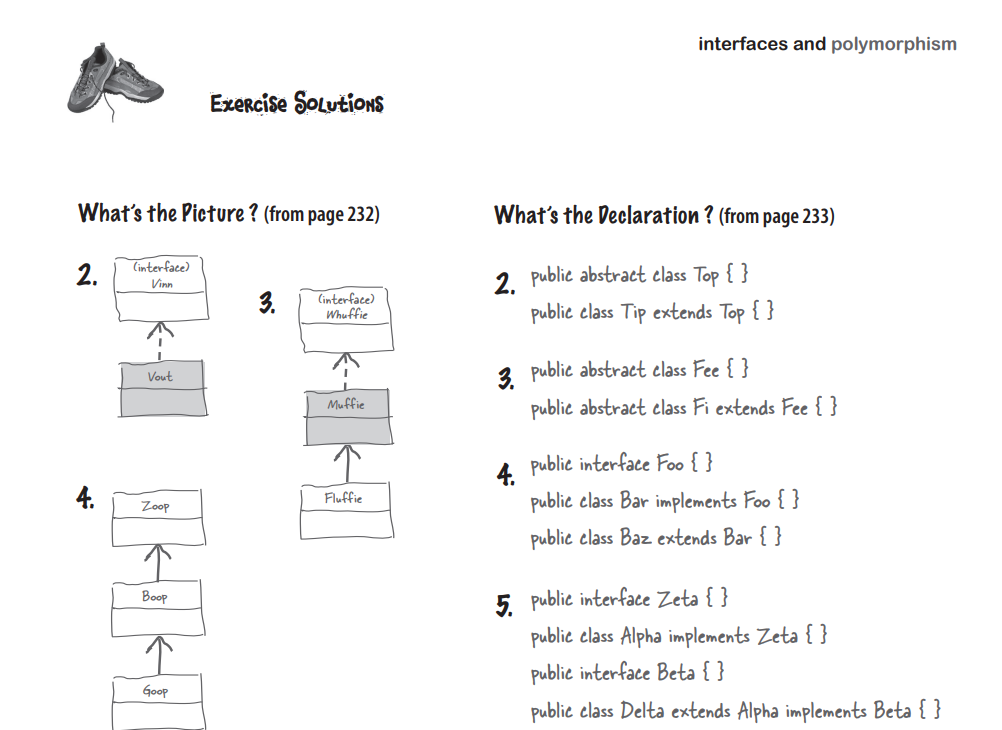 interfaces and polymorphism
Exercise Solutions
What's the Picture ? (from page 232)
2.
(interface)
Vinn
Vout
3.
(interface)
Whuffie
Muffie
Fluffie
4.
Zoop
Boop
Goop
What's the Declaration ? (from page 233)
2. public abstract class Top { }
public class Tip extends Top { }
3. public abstract class Fee { }
public abstract class Fi extends Fee { }
4. public interface Foo { }
public class Bar implements Foo { }
public class Baz extends Bar { }
5. public interface Zeta { }
public class Alpha implements Zeta { }
public interface Beta { }
public class Delta extends Alpha implements Beta { }